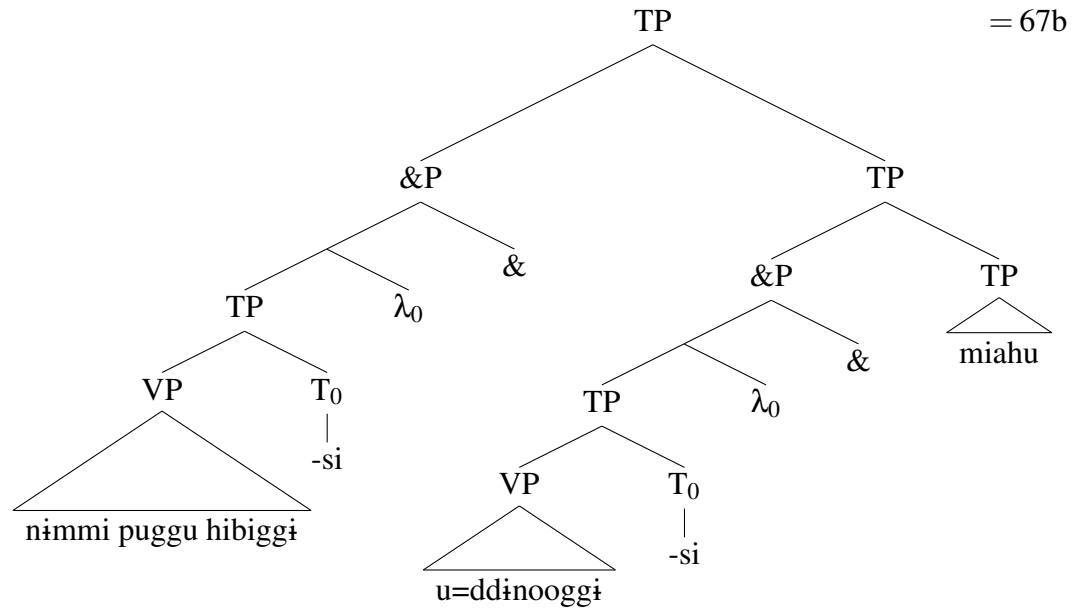 TP = 67b
&P TP
& &P TP
TP λ₀ miahu
&
VP T₀ TP λ₀
-si
VP T₀
nɨmmi puggu hibiggɨ
-si
u=ddɨnooggɨ